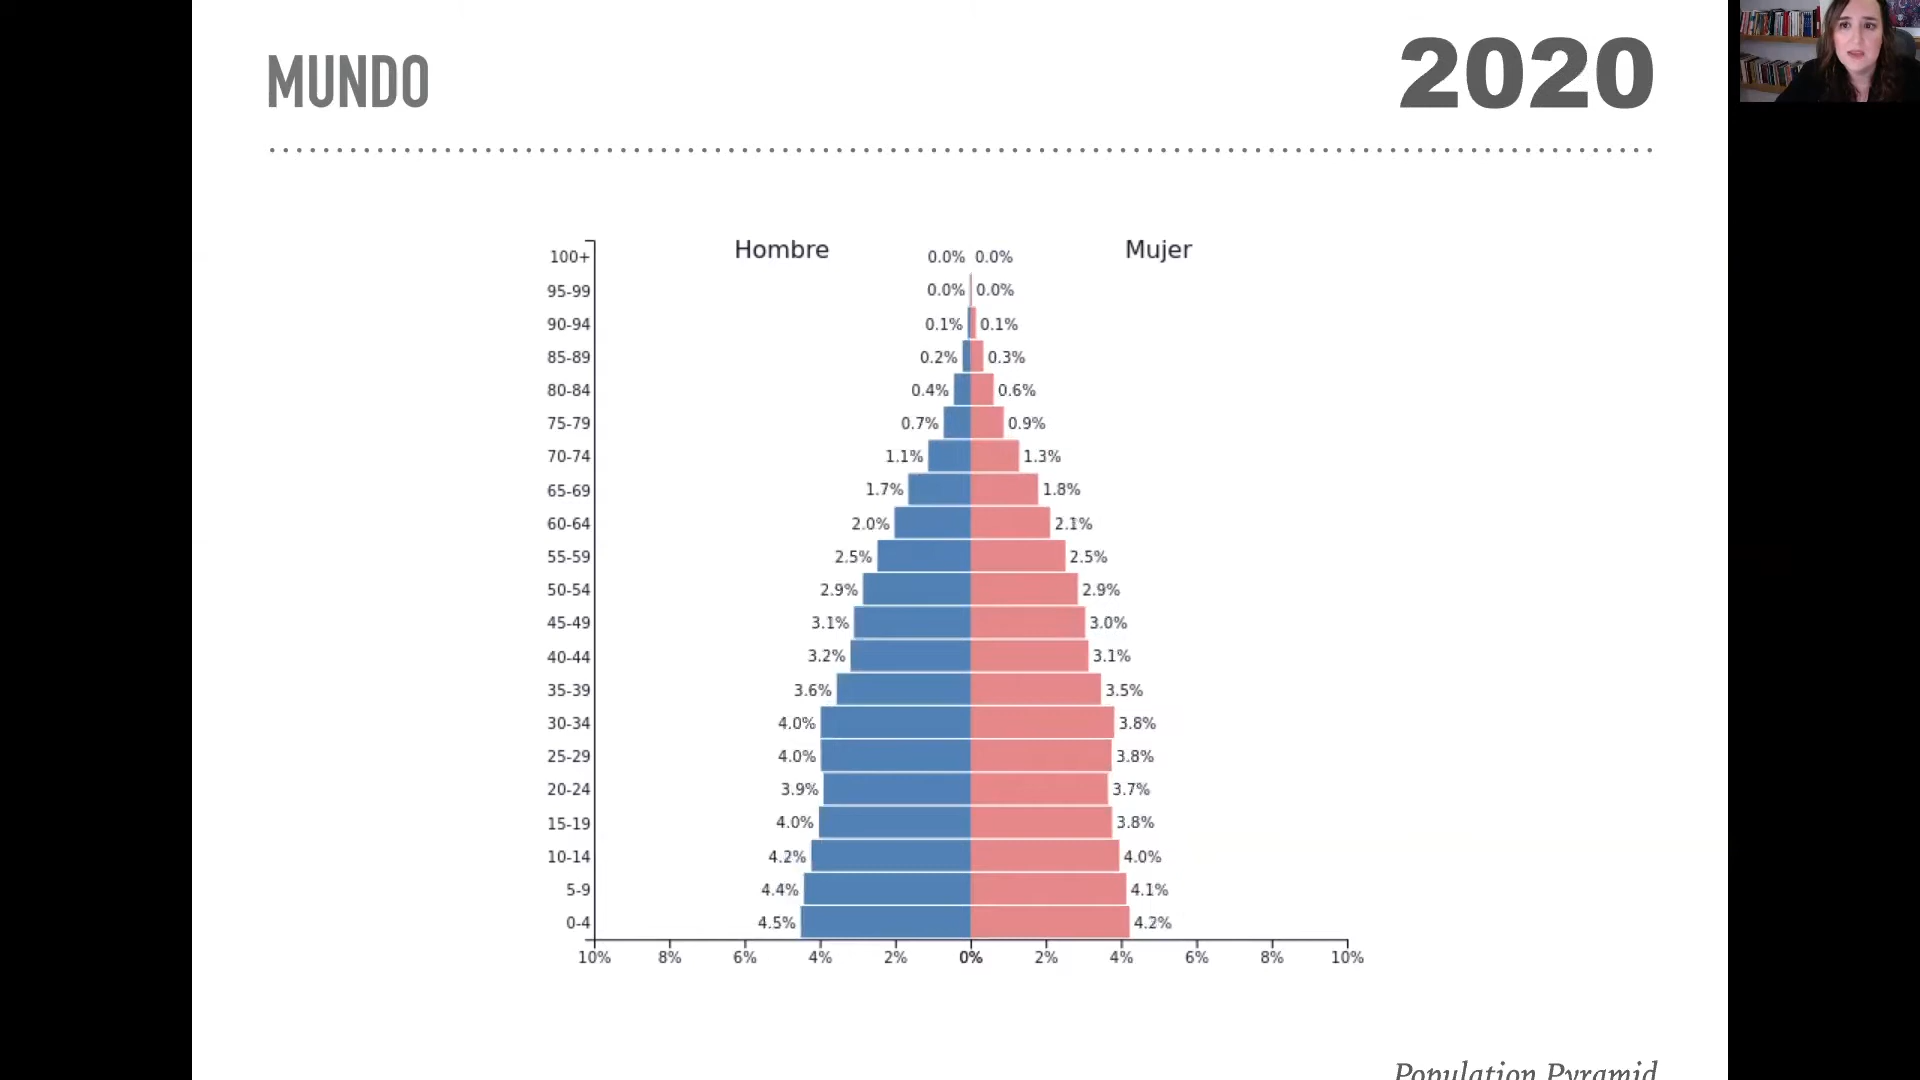 MUNDO 2020
Hombre Mujer
100+ 0.0% 0.0%
95-99 0.0% 0.0%
90-94 0.1% 0.1%
85-89 0.2% 0.3%
80-84 0.4% 0.6%
75-79 0.7% 0.9%
70-74 1.1% 1.3%
65-69 1.7% 1.8%
60-64 2.0% 2.1%
55-59 2.5% 2.5%
50-54 2.9% 2.9%
45-49 3.1% 3.0%
40-44 3.2% 3.1%
35-39 3.6% 3.5%
30-34 4.0% 3.8%
25-29 4.0% 3.8%
20-24 3.9% 3.7%
15-19 4.0% 3.8%
10-14 4.2% 4.0%
5-9 4.4% 4.1%
0-4 4.5% 4.2%
10% 8% 6% 4% 2% 0% 2% 4% 6% 8% 10%
Population Pyramid